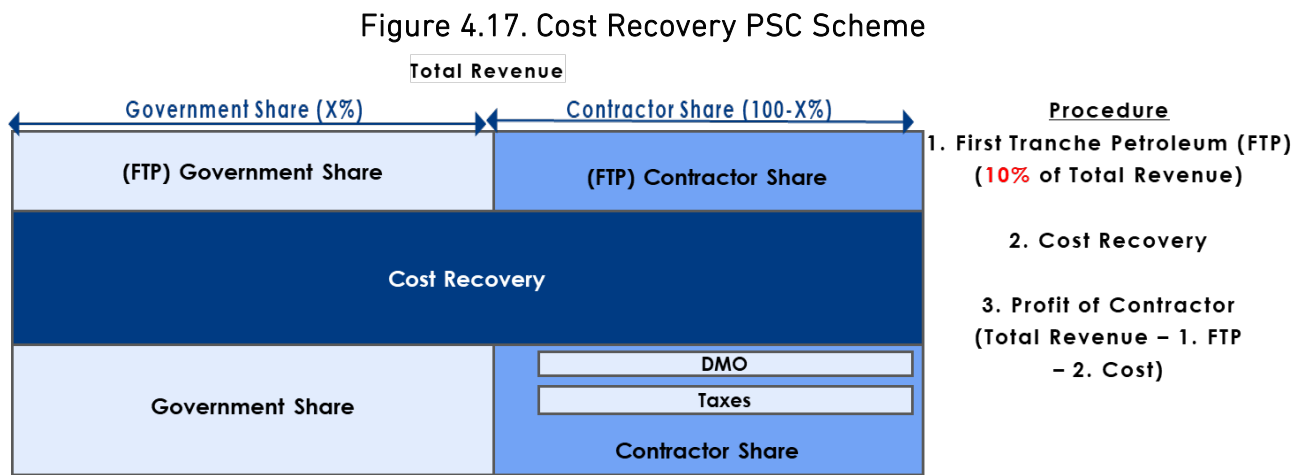 Figure 4.17. Cost Recovery PSC Scheme
Total Revenue
Government Share (X%)
Contractor Share (100-X%)
(FTP) Government Share
(FTP) Contractor Share
Cost Recovery
DMO
Taxes
Government Share
Contractor Share
Procedure
1. First Tranche Petroleum (FTP)
(10% of Total Revenue)
2. Cost Recovery
3. Profit of Contractor
(Total Revenue – 1. FTP
– 2. Cost)